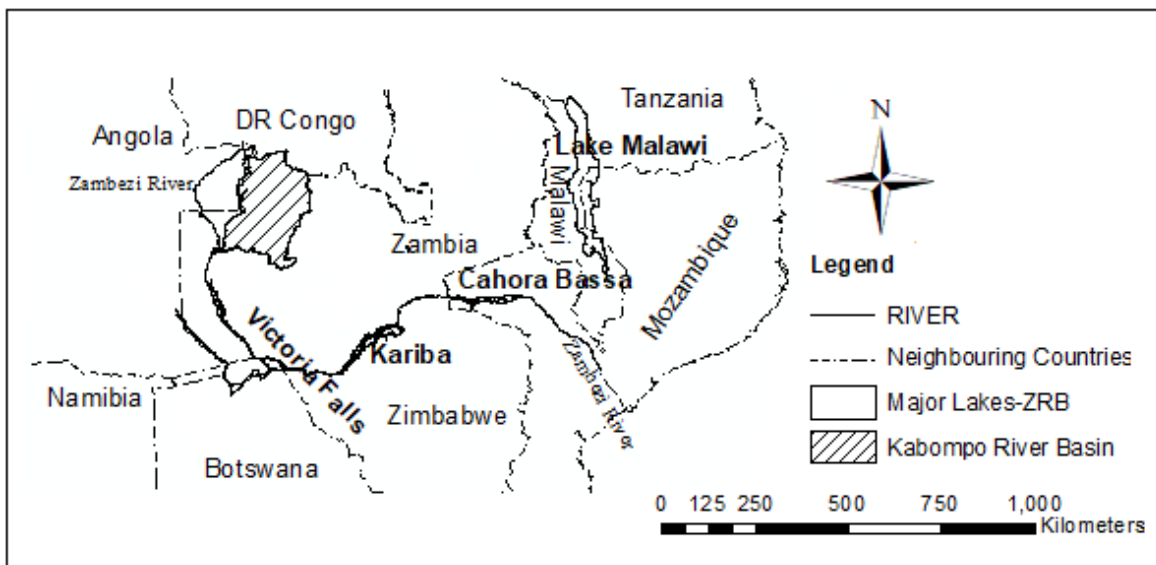 Tanzania
Angola
DR Congo
N
Lake Malawi
Zambezi River
Malawi
Zambia
Cahora Bassa
Mozambique
Legend
RIVER
Victoria Falls
Kariba
Zambezi River
Neighbouring Countries
Namibia
Zimbabwe
Major Lakes-ZRB
Botswana
Kabompo River Basin
0 125 250 500 750 1,000
Kilometers